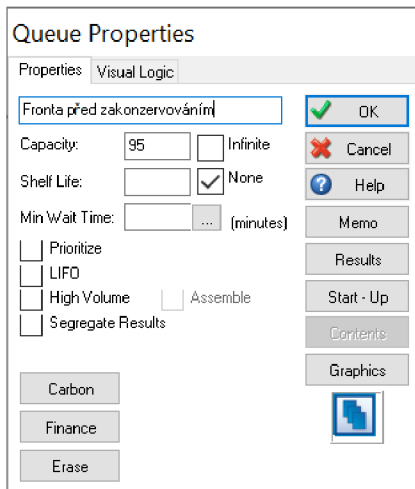 Queue Properties
Properties Visual Logic
Fronta před zakonzervováním
OK
Capacity: 95 Infinite
Cancel
Shelf Life: None
Help
Min Wait Time: ... (minutes)
Memo
Prioritize
Results
LIFO
High Volume Assemble
Start - Up
Segregate Results
Contents
Graphics
Carbon
Finance
Erase